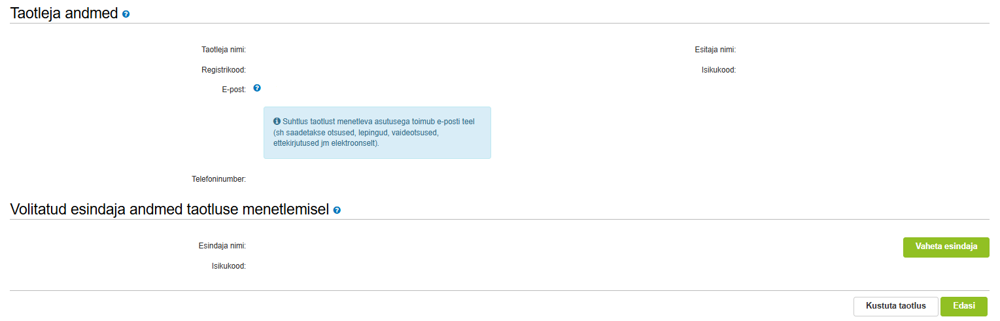 Taotleja andmed
Taotleja nimi:
Esitaja nimi:
Registrikood:
Isikukood:
E-post:
Suhtlus taotlust menetleva asutusega toimub e-posti teel
(sh saadetakse otsused, lepingud, vaideotsused,
ettekirjutused jm elektroonselt).
Telefoninumber:
Volitatud esindaja andmed taotluse menetlemisel
Esindaja nimi:
Vaheta esindaja
Isikukood:
Kustuta taotlus
Edasi